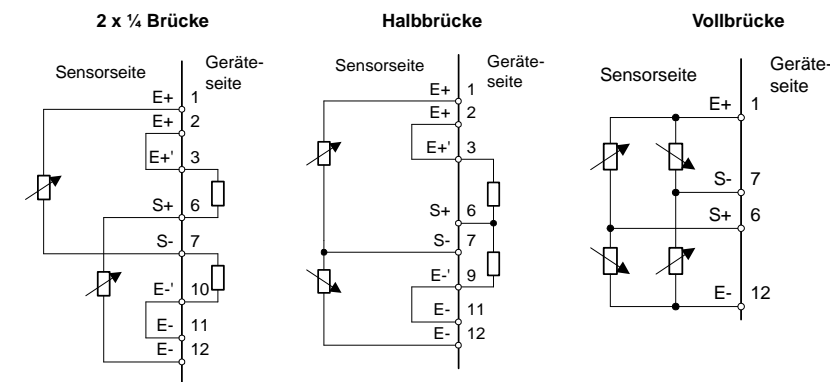 2 x ¼ Brücke
Sensorseite
Geräte-
seite
E+ 1
E+ 2
E+' 3
S+ 6
S- 7
E-' 10
E- 11
E- 12
Halbbrücke
Sensorseite
Geräte-
seite
E+ 1
E+ 2
E+' 3
S+ 6
S- 7
E-' 9
E- 11
E- 12
Vollbrücke
Sensorseite
Geräte-
seite
E+ 1
S- 7
S+ 6
E- 12